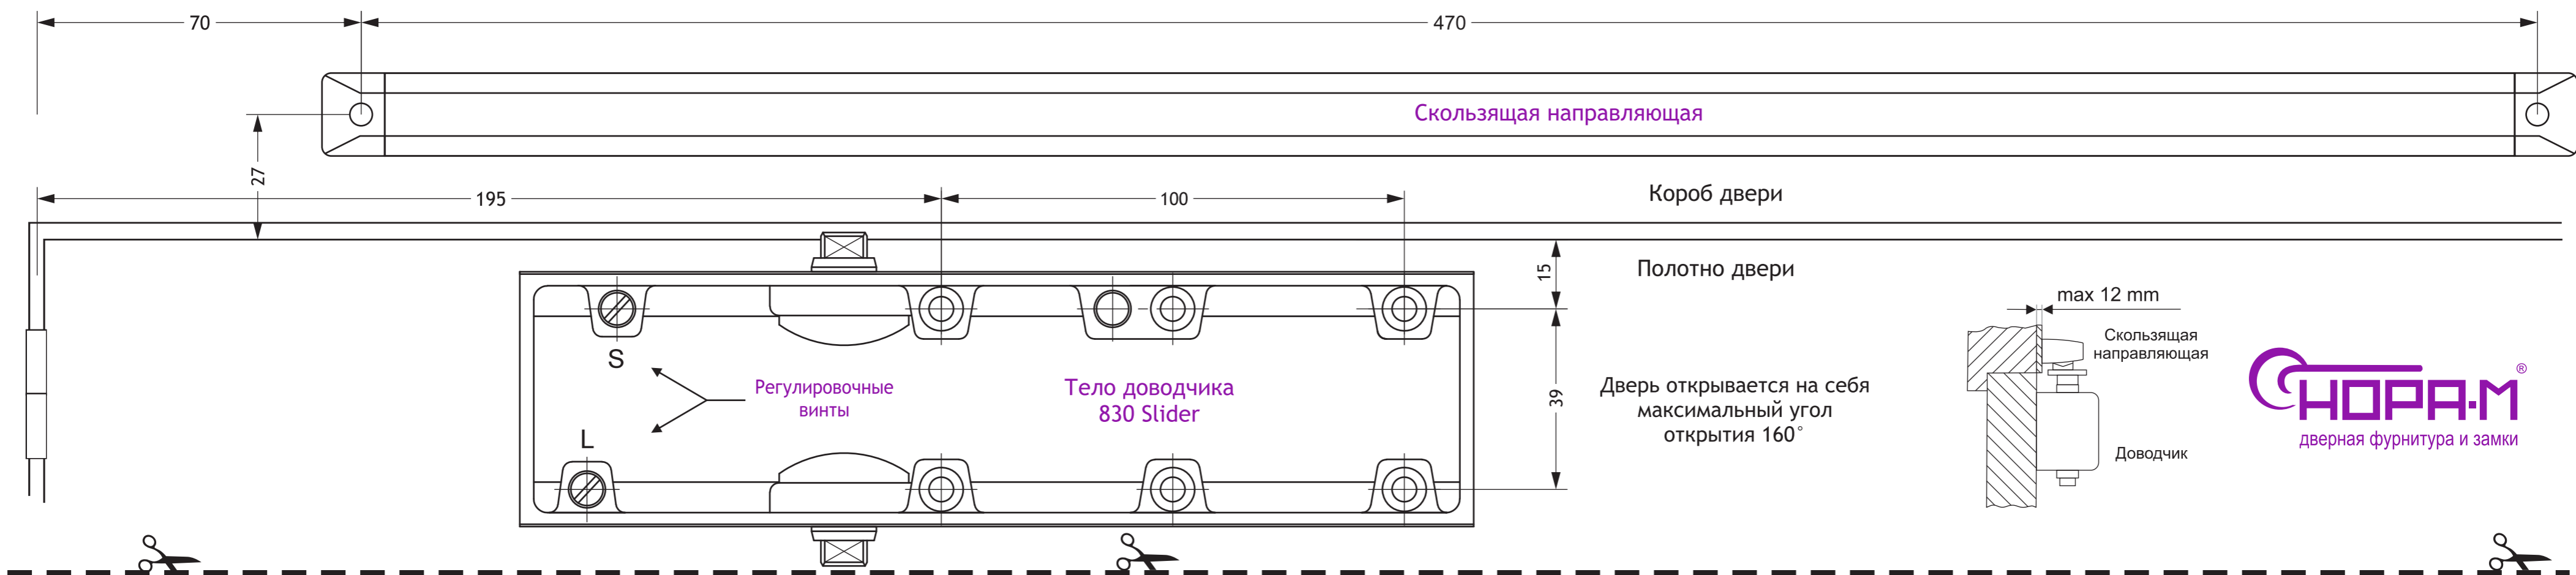 70
470
Скользящая направляющая
27
195
100
Короб двери
15
Полотно двери
max 12 mm
Скользящая
направляющая
S
Регулировочные
винты
Тело доводчика
830 Slider
39
Дверь открывается на себя
максимальный угол
открытия 160°
L
Доводчик
НОРА-М®
дверная фурнитура и замки